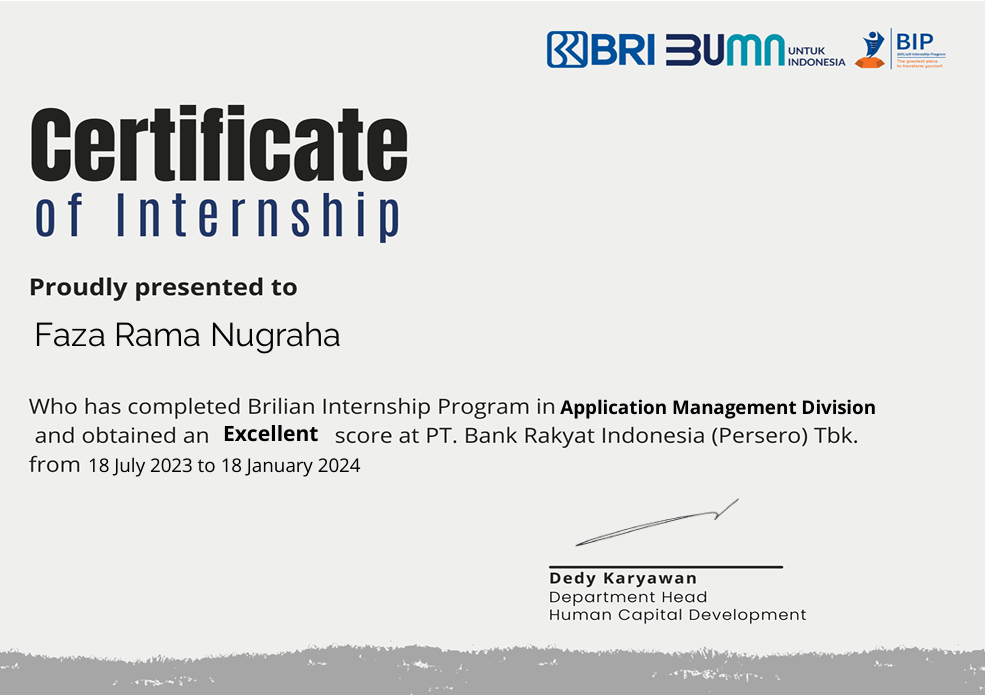 BRI BUMN UNTUK INDONESIA BIP
BRILiaN Internship Program
The greatest place
to transform yourself
Certificate
of Internship
Proudly presented to
Faza Rama Nugraha
Who has completed Brilian Internship Program in Application Management Division
and obtained an Excellent score at PT. Bank Rakyat Indonesia (Persero) Tbk.
from 18 July 2023 to 18 January 2024
Dedy Karyawan
Department Head
Human Capital Development